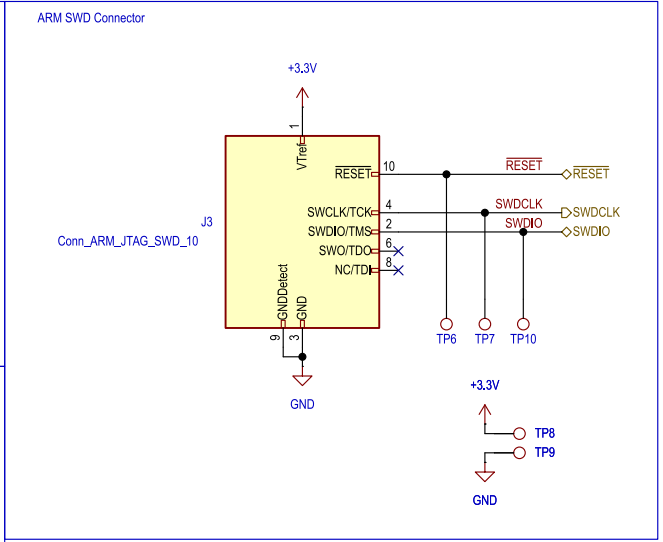 ARM SWD Connector
+3.3V
1
VTref
RESET
10
RESET
RESET
SWCLK/TCK
4
SWDCLK
SWDCLK
J3
SWDIO/TMS
2
SWDIO
SWDIO
Conn_ARM_JTAG_SWD_10
SWO/TDO
6
NC/TDI
8
GNDDetect
GND
9
3
TP6
TP7
TP10
GND
+3.3V
TP8
TP9
GND